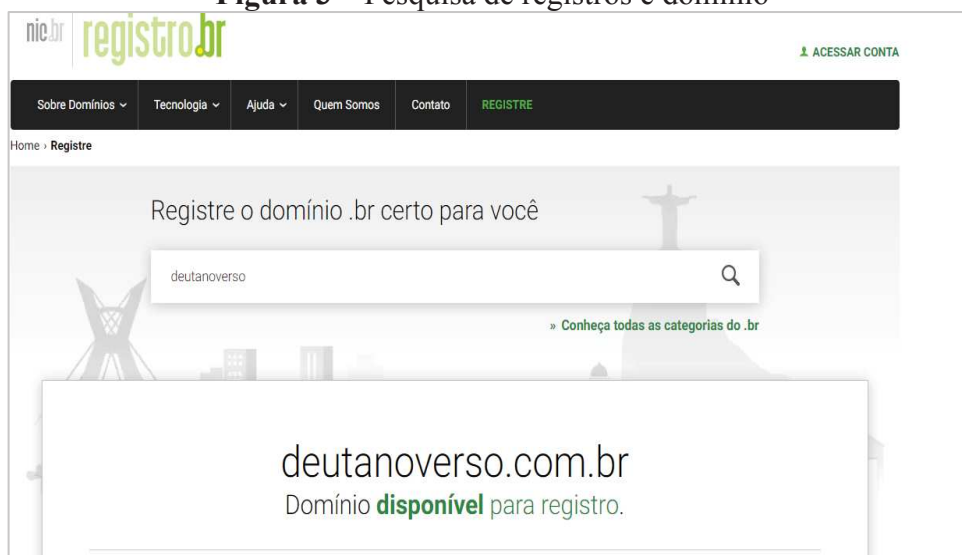 Figura 3 – Pesquisa de registros e domínio
nic.br registro.br
ACESSAR CONTA
Sobre Domínios Tecnologia Ajuda Quem Somos Contato REGISTRE
Home › Registre
Registre o domínio .br certo para você
deutanoverso
» Conheça todas as categorias do .br
deutanoverso.com.br
Domínio disponível para registro.